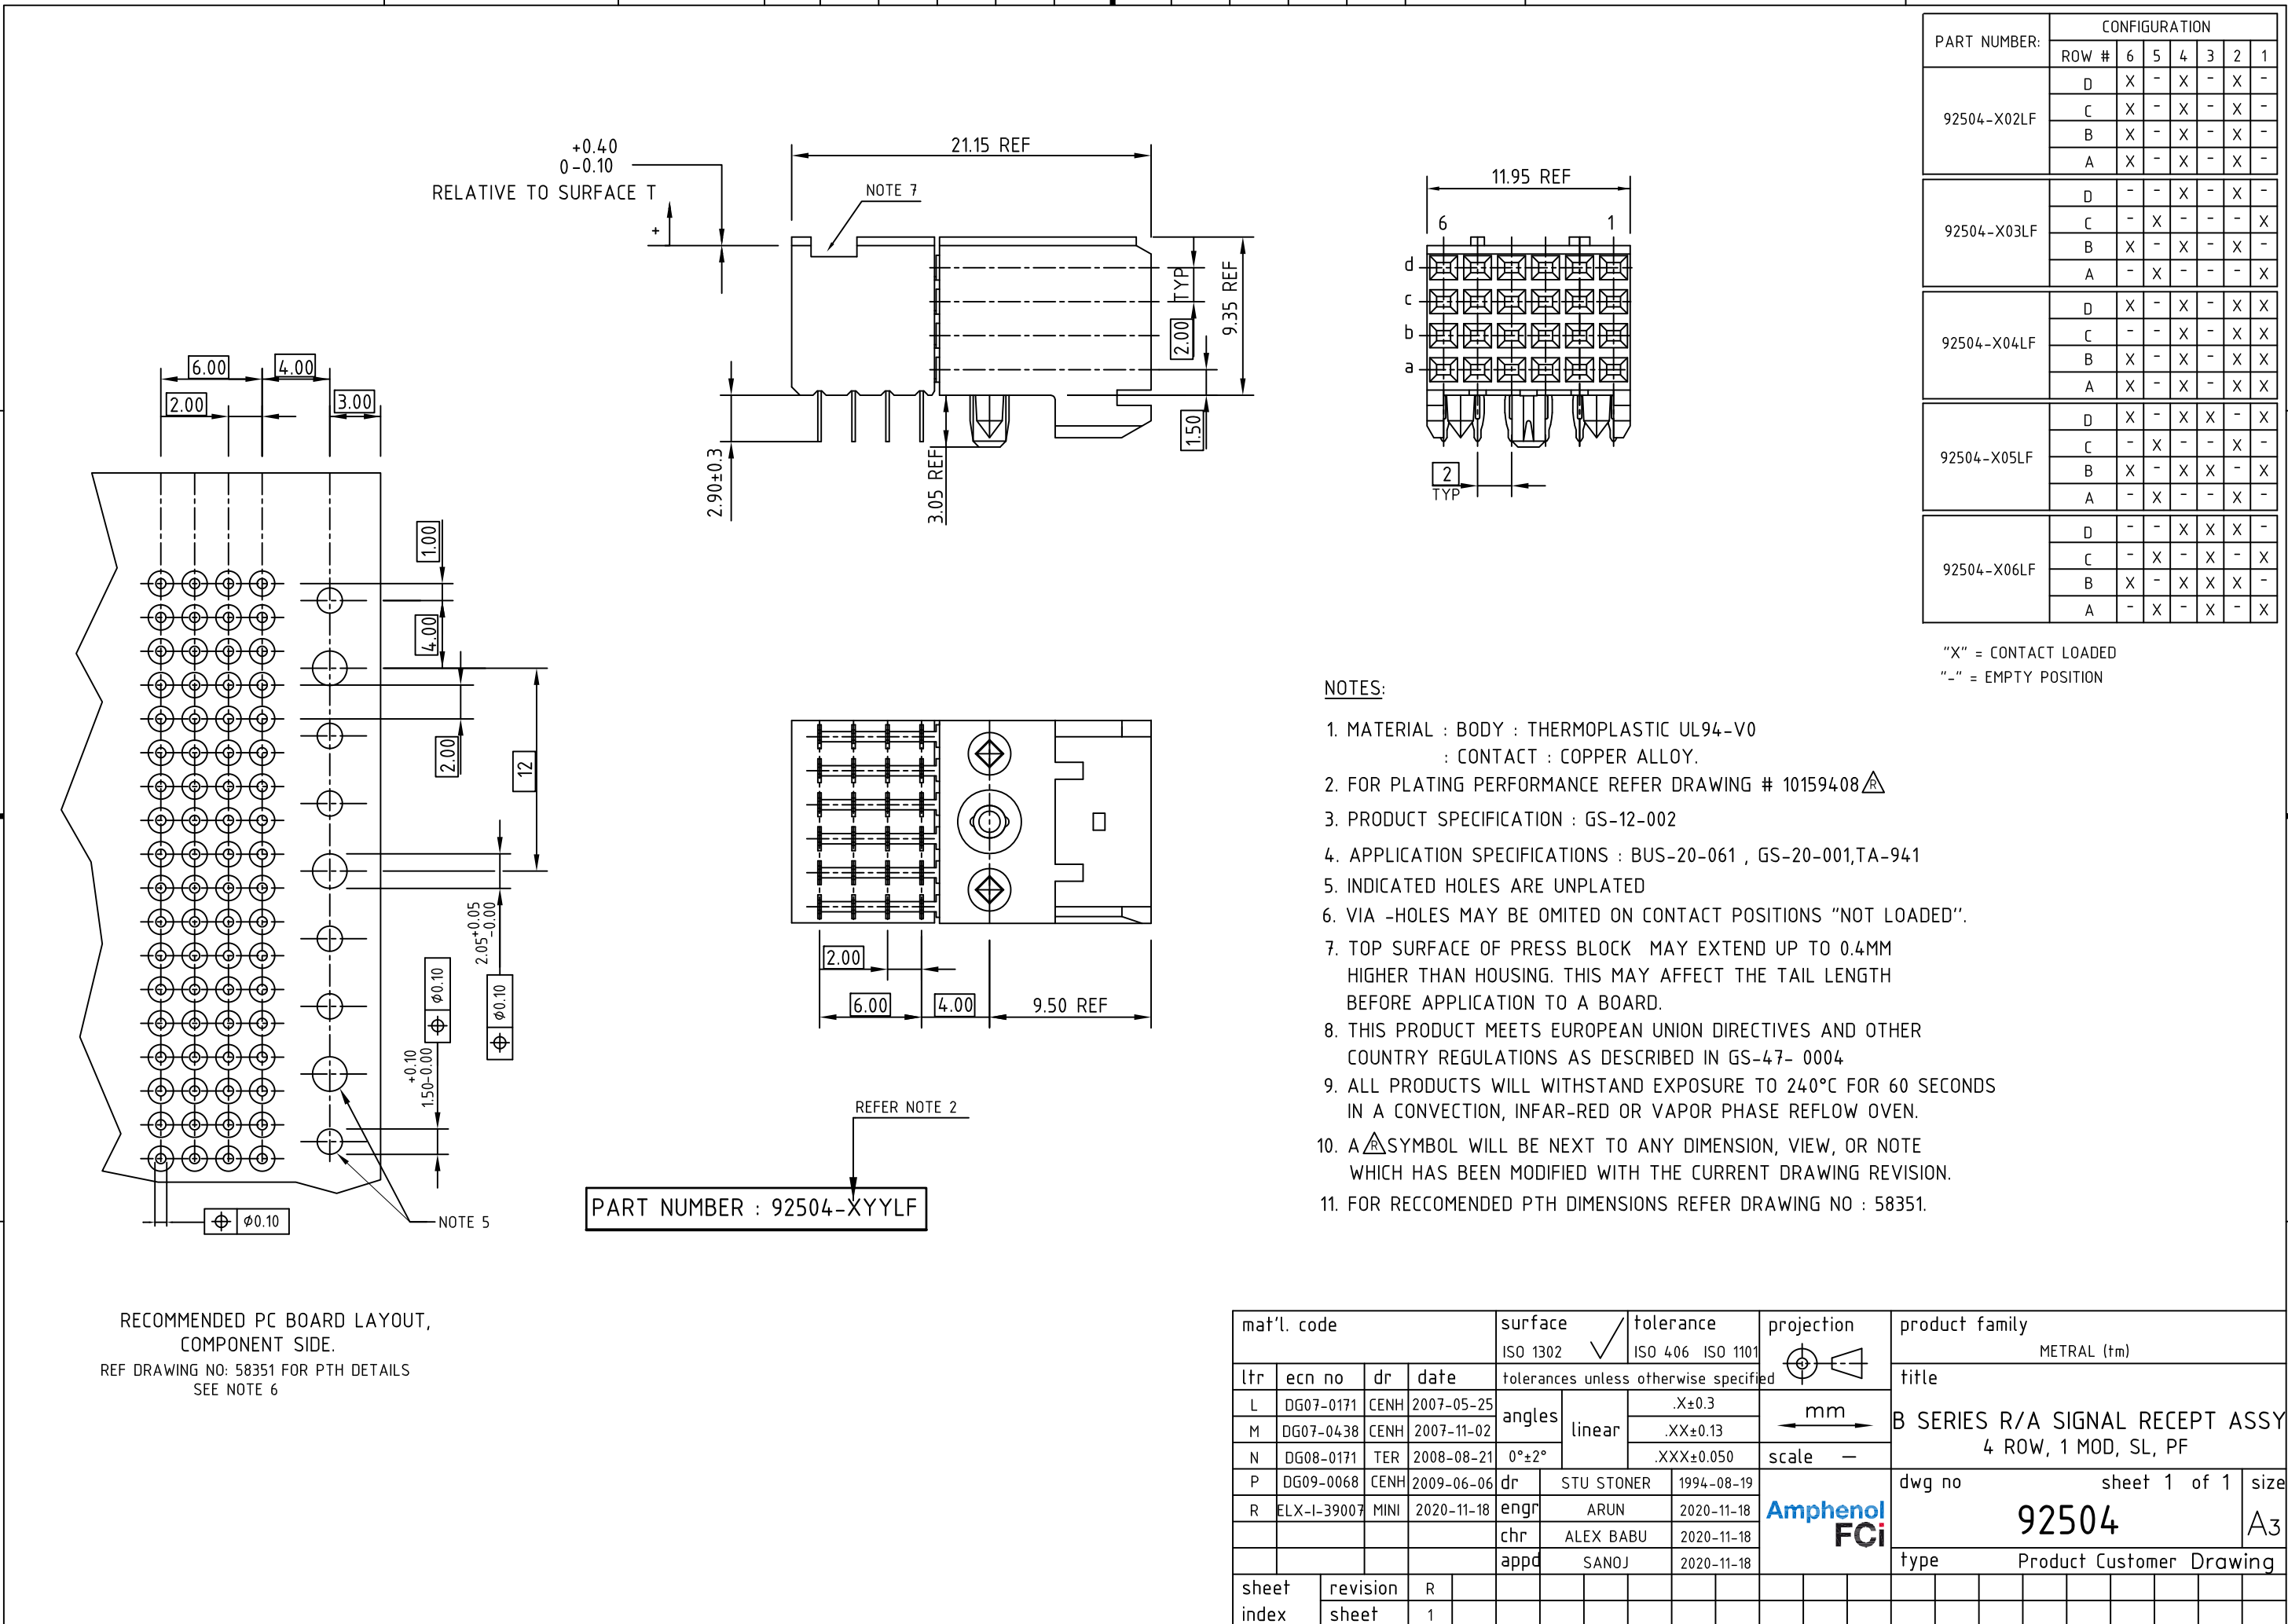 PART NUMBER:
CONFIGURATION
ROW # 6 5 4 3 2 1
92504-X02LF
D X - X - X -
C X - X - X -
B X - X - X -
A X - X - X -
92504-X03LF
D - - X - X -
C - X - - - X
B X - X - X -
A - X - - - X
92504-X04LF
D X - X - X X
C - - X - X X
B X - X - X X
A X - X - X X
92504-X05LF
D X - X X - X
C - X - - X -
B X - X X - X
A - X - - X -
92504-X06LF
D - - X X X -
C - X - X - X
B X - X X X -
A - X - X - X
"X" = CONTACT LOADED
"-" = EMPTY POSITION
+0.40
0-0.10
RELATIVE TO SURFACE T
+
21.15 REF
NOTE 7
TYP
2.00
9.35 REF
1.50
2.90±0.3
3.05 REF
11.95 REF
6 1
d
c
b
a
2
TYP
6.00
4.00
2.00
3.00
1.00
4.00
2.00
12
2.05+0.05
-0.00
ø0.10
ø0.10
+0.10
1.50-0.00
ø0.10
NOTE 5
RECOMMENDED PC BOARD LAYOUT,
COMPONENT SIDE.
REF DRAWING NO: 58351 FOR PTH DETAILS
SEE NOTE 6
2.00
6.00
4.00
9.50 REF
REFER NOTE 2
PART NUMBER : 92504-XYYLF
NOTES:
1. MATERIAL : BODY : THERMOPLASTIC UL94-V0
: CONTACT : COPPER ALLOY.
2. FOR PLATING PERFORMANCE REFER DRAWING # 10159408 R
3. PRODUCT SPECIFICATION : GS-12-002
4. APPLICATION SPECIFICATIONS : BUS-20-061 , GS-20-001,TA-941
5. INDICATED HOLES ARE UNPLATED
6. VIA -HOLES MAY BE OMITED ON CONTACT POSITIONS "NOT LOADED''.
7. TOP SURFACE OF PRESS BLOCK MAY EXTEND UP TO 0.4MM
HIGHER THAN HOUSING. THIS MAY AFFECT THE TAIL LENGTH
BEFORE APPLICATION TO A BOARD.
8. THIS PRODUCT MEETS EUROPEAN UNION DIRECTIVES AND OTHER
COUNTRY REGULATIONS AS DESCRIBED IN GS-47- 0004
9. ALL PRODUCTS WILL WITHSTAND EXPOSURE TO 240°C FOR 60 SECONDS
IN A CONVECTION, INFAR-RED OR VAPOR PHASE REFLOW OVEN.
10. A R SYMBOL WILL BE NEXT TO ANY DIMENSION, VIEW, OR NOTE
WHICH HAS BEEN MODIFIED WITH THE CURRENT DRAWING REVISION.
11. FOR RECCOMENDED PTH DIMENSIONS REFER DRAWING NO : 58351.
mat'l. code
surface
ISO 1302
tolerance
ISO 406 ISO 1101
projection
product family
METRAL (tm)
ltr ecn no dr date
tolerances unless otherwise specified
title
B SERIES R/A SIGNAL RECEPT ASSY
4 ROW, 1 MOD, SL, PF
L DG07-0171 CENH 2007-05-25
M DG07-0438 CENH 2007-11-02
N DG08-0171 TER 2008-08-21
P DG09-0068 CENH 2009-06-06
R ELX-I-39007 MINI 2020-11-18
angles
0°±2°
linear
.X±0.3
.XX±0.13
.XXX±0.050
mm
scale —
dr STU STONER 1994-08-19
engr ARUN 2020-11-18
chr ALEX BABU 2020-11-18
appd SANOJ 2020-11-18
Amphenol
FCi
dwg no
sheet 1 of 1
size
92504
A3
type
Product Customer Drawing
sheet revision R
index sheet 1